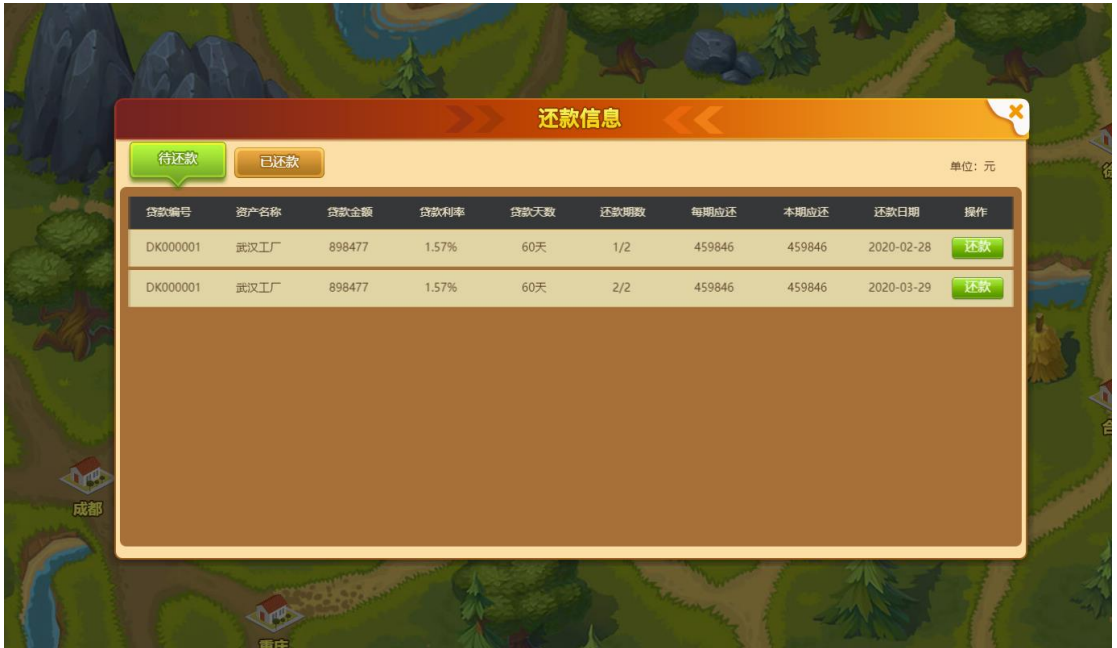 还款信息
待还款 已还款 单位：元
贷款编号 资产名称 贷款金额 贷款利率 贷款天数 还款期数 每期应还 本期应还 还款日期 操作
DK000001 武汉工厂 898477 1.57% 60天 1/2 459846 459846 2020-02-28 还款
DK000001 武汉工厂 898477 1.57% 60天 2/2 459846 459846 2020-03-29 还款
成都
重庆